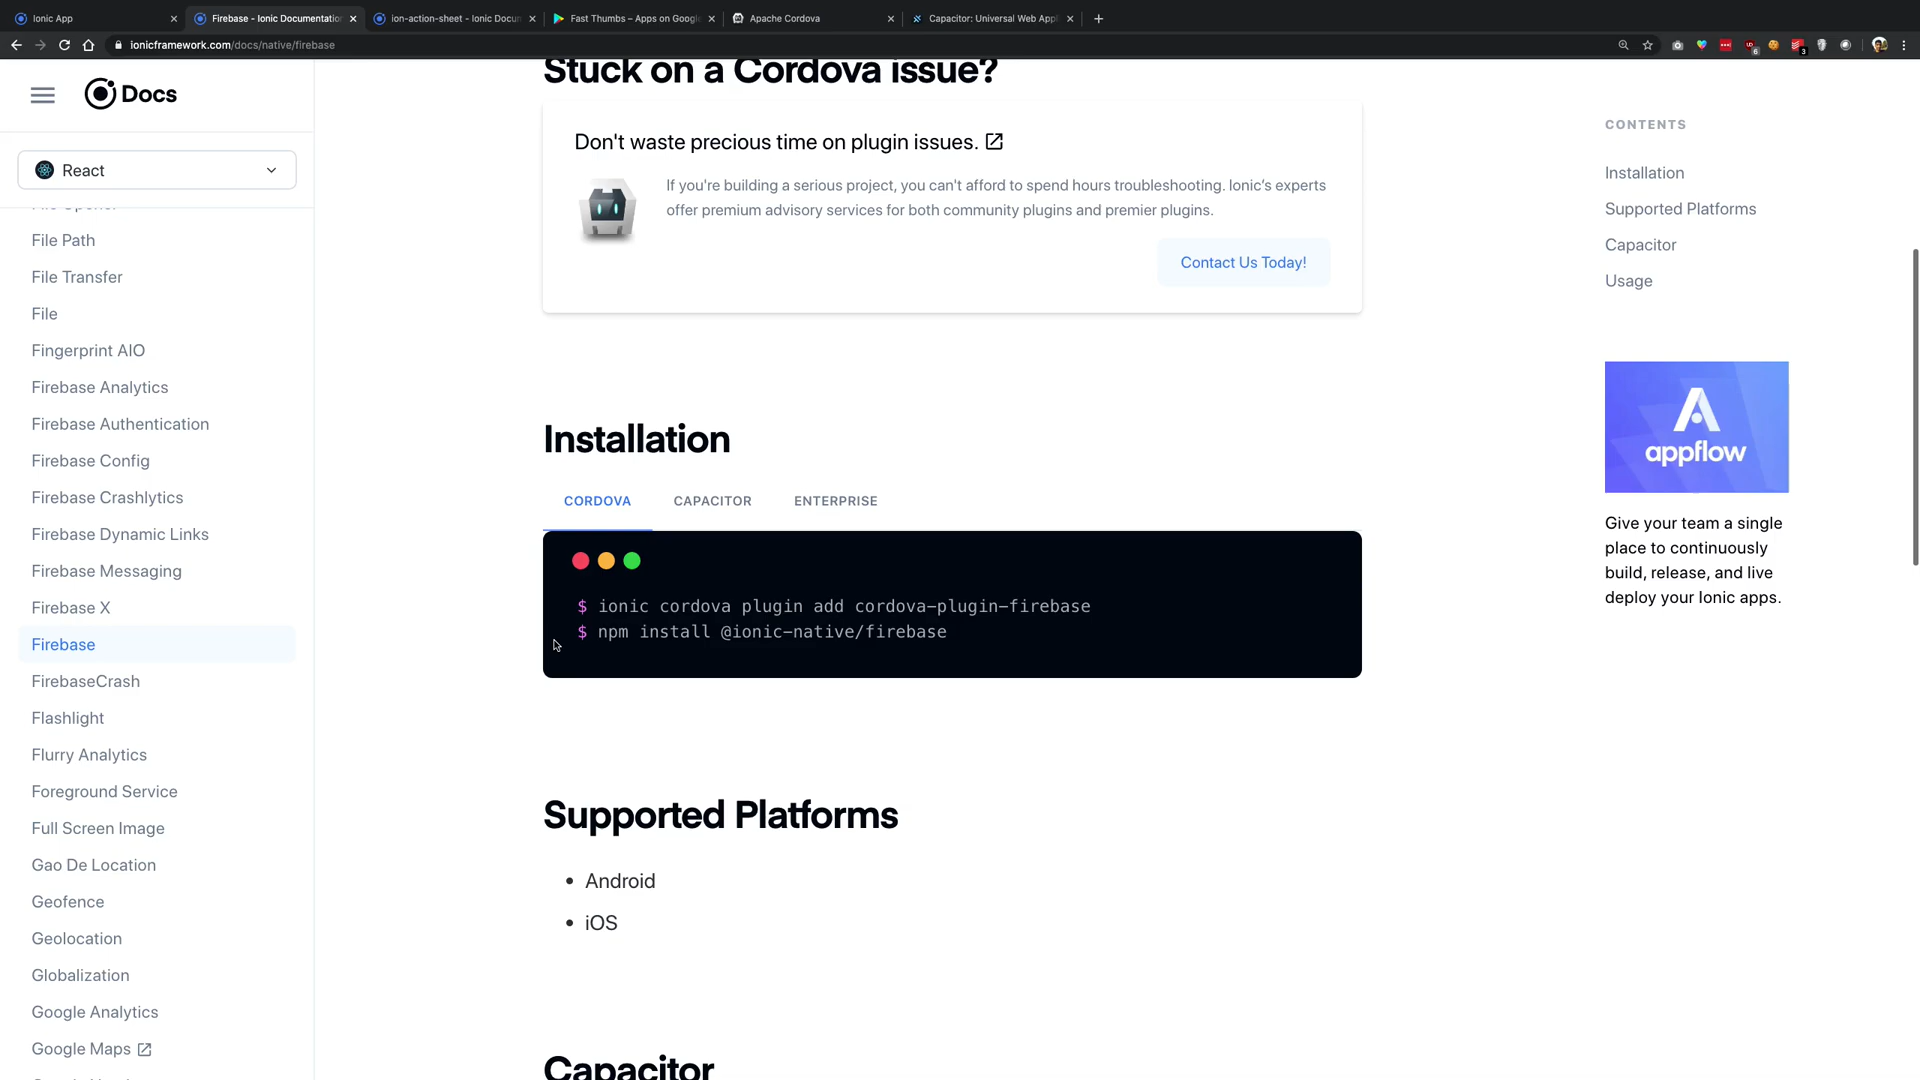 Ionic App
Firebase - Ionic Documentatio
ion-action-sheet - Ionic Docum
Fast Thumbs – Apps on Googl
Apache Cordova
Capacitor: Universal Web Appl
ionicframework.com/docs/native/firebase
Docs
React
File Opener
File Path
File Transfer
File
Fingerprint AIO
Firebase Analytics
Firebase Authentication
Firebase Config
Firebase Crashlytics
Firebase Dynamic Links
Firebase Messaging
Firebase X
Firebase
FirebaseCrash
Flashlight
Flurry Analytics
Foreground Service
Full Screen Image
Gao De Location
Geofence
Geolocation
Globalization
Google Analytics
Google Maps
Stuck on a Cordova issue?
Don't waste precious time on plugin issues.
If you're building a serious project, you can't afford to spend hours troubleshooting. Ionic's experts
offer premium advisory services for both community plugins and premier plugins.
Contact Us Today!
Installation
CORDOVA CAPACITOR ENTERPRISE
$ ionic cordova plugin add cordova-plugin-firebase
$ npm install @ionic-native/firebase
Supported Platforms
• Android
• iOS
Capacitor
CONTENTS
Installation
Supported Platforms
Capacitor
Usage
appflow
Give your team a single
place to continuously
build, release, and live
deploy your Ionic apps.